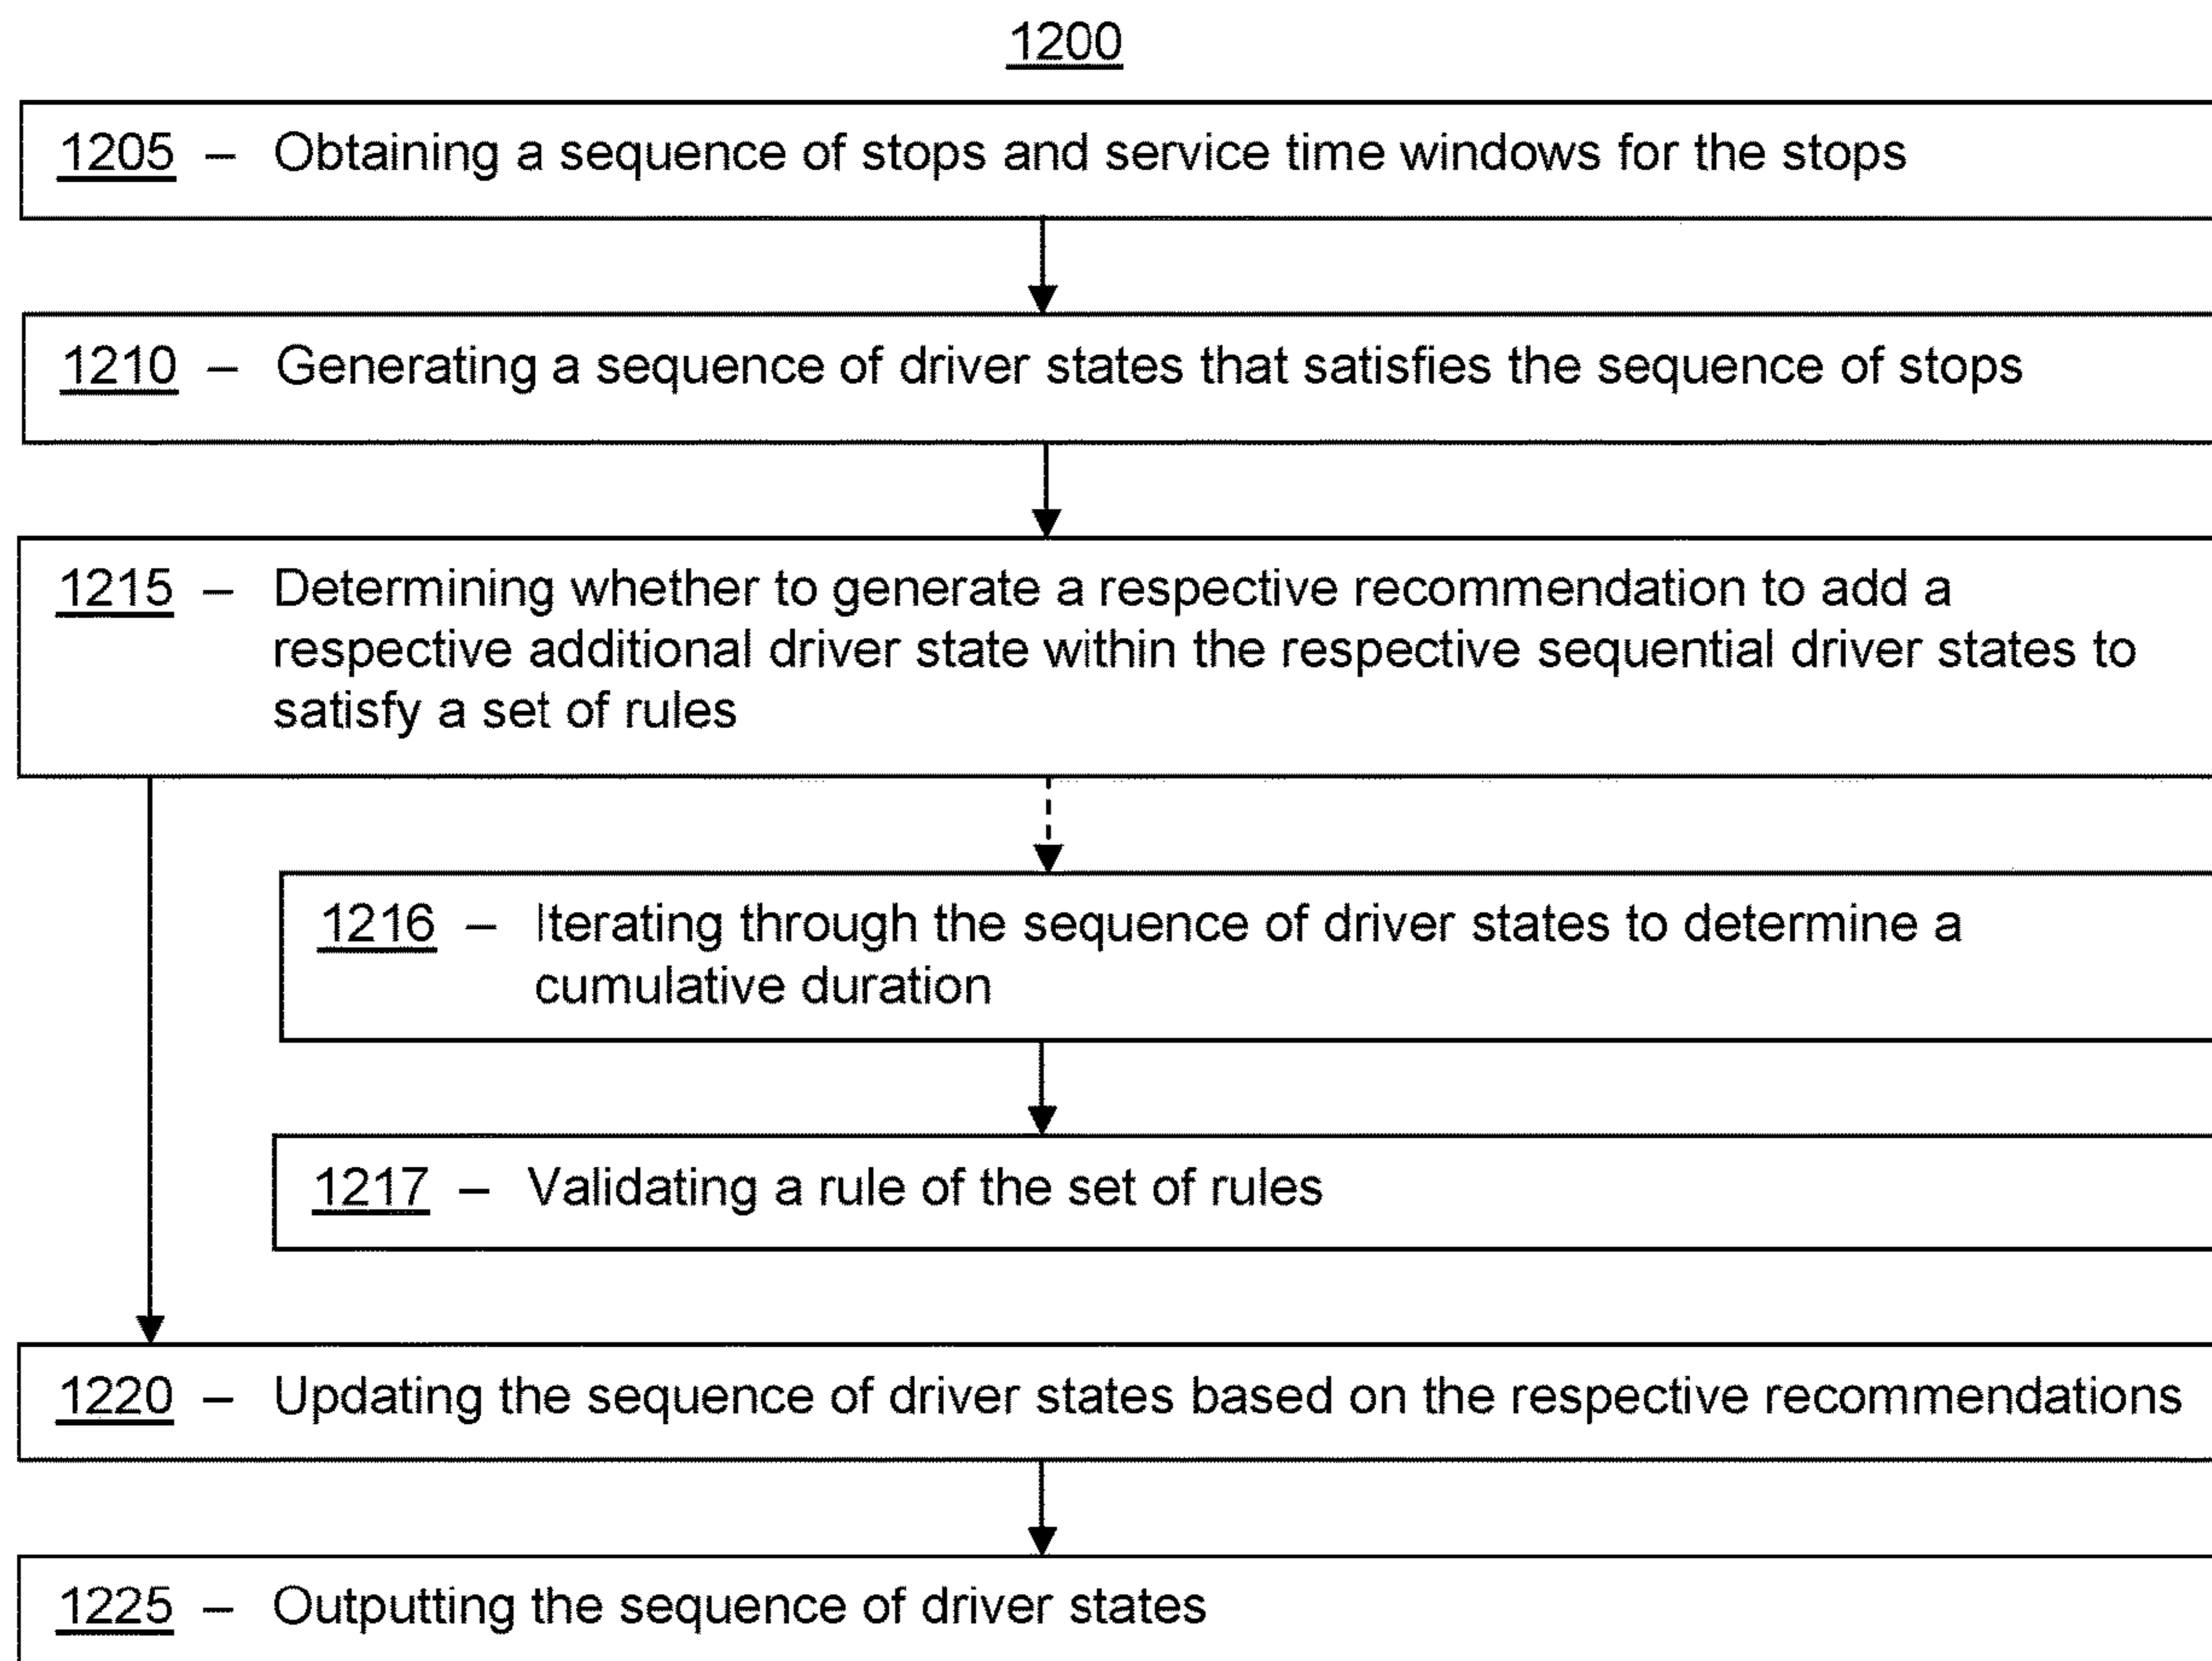 1200
1205 – Obtaining a sequence of stops and service time windows for the stops
1210 – Generating a sequence of driver states that satisfies the sequence of stops
1215 – Determining whether to generate a respective recommendation to add a
respective additional driver state within the respective sequential driver states to
satisfy a set of rules
1216 – Iterating through the sequence of driver states to determine a
cumulative duration
1217 – Validating a rule of the set of rules
1220 – Updating the sequence of driver states based on the respective recommendations
1225 – Outputting the sequence of driver states